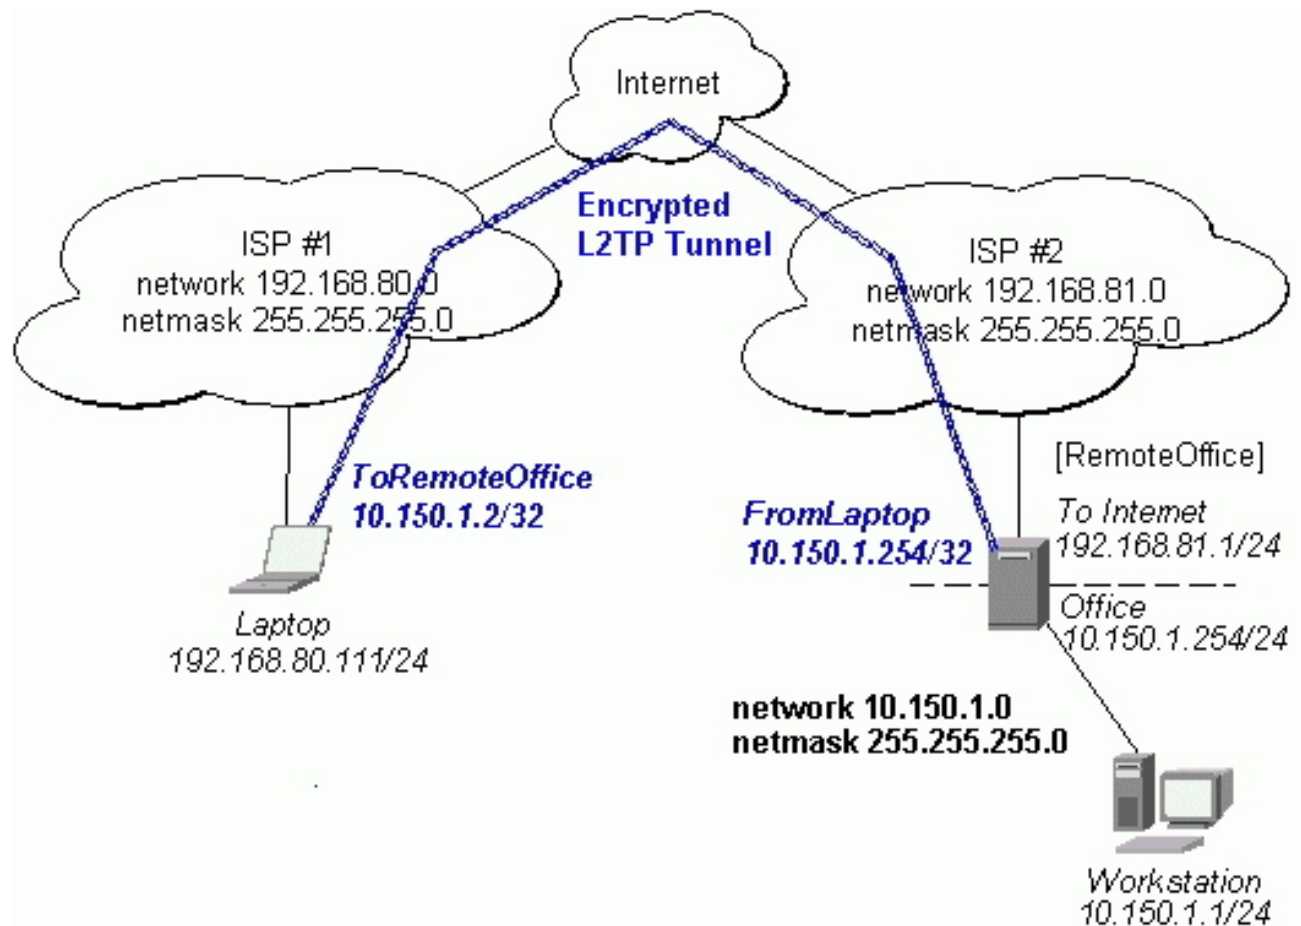 Internet
Encrypted
L2TP Tunnel
ISP #1
network 192.168.80.0
netmask 255.255.255.0
ISP #2
network 192.168.81.0
netmask 255.255.255.0
ToRemoteOffice
10.150.1.2/32
Laptop
192.168.80.111/24
FromLaptop
10.150.1.254/32
[RemoteOffice]
To Internet
192.168.81.1/24
Office
10.150.1.254/24
network 10.150.1.0
netmask 255.255.255.0
Workstation
10.150.1.1/24